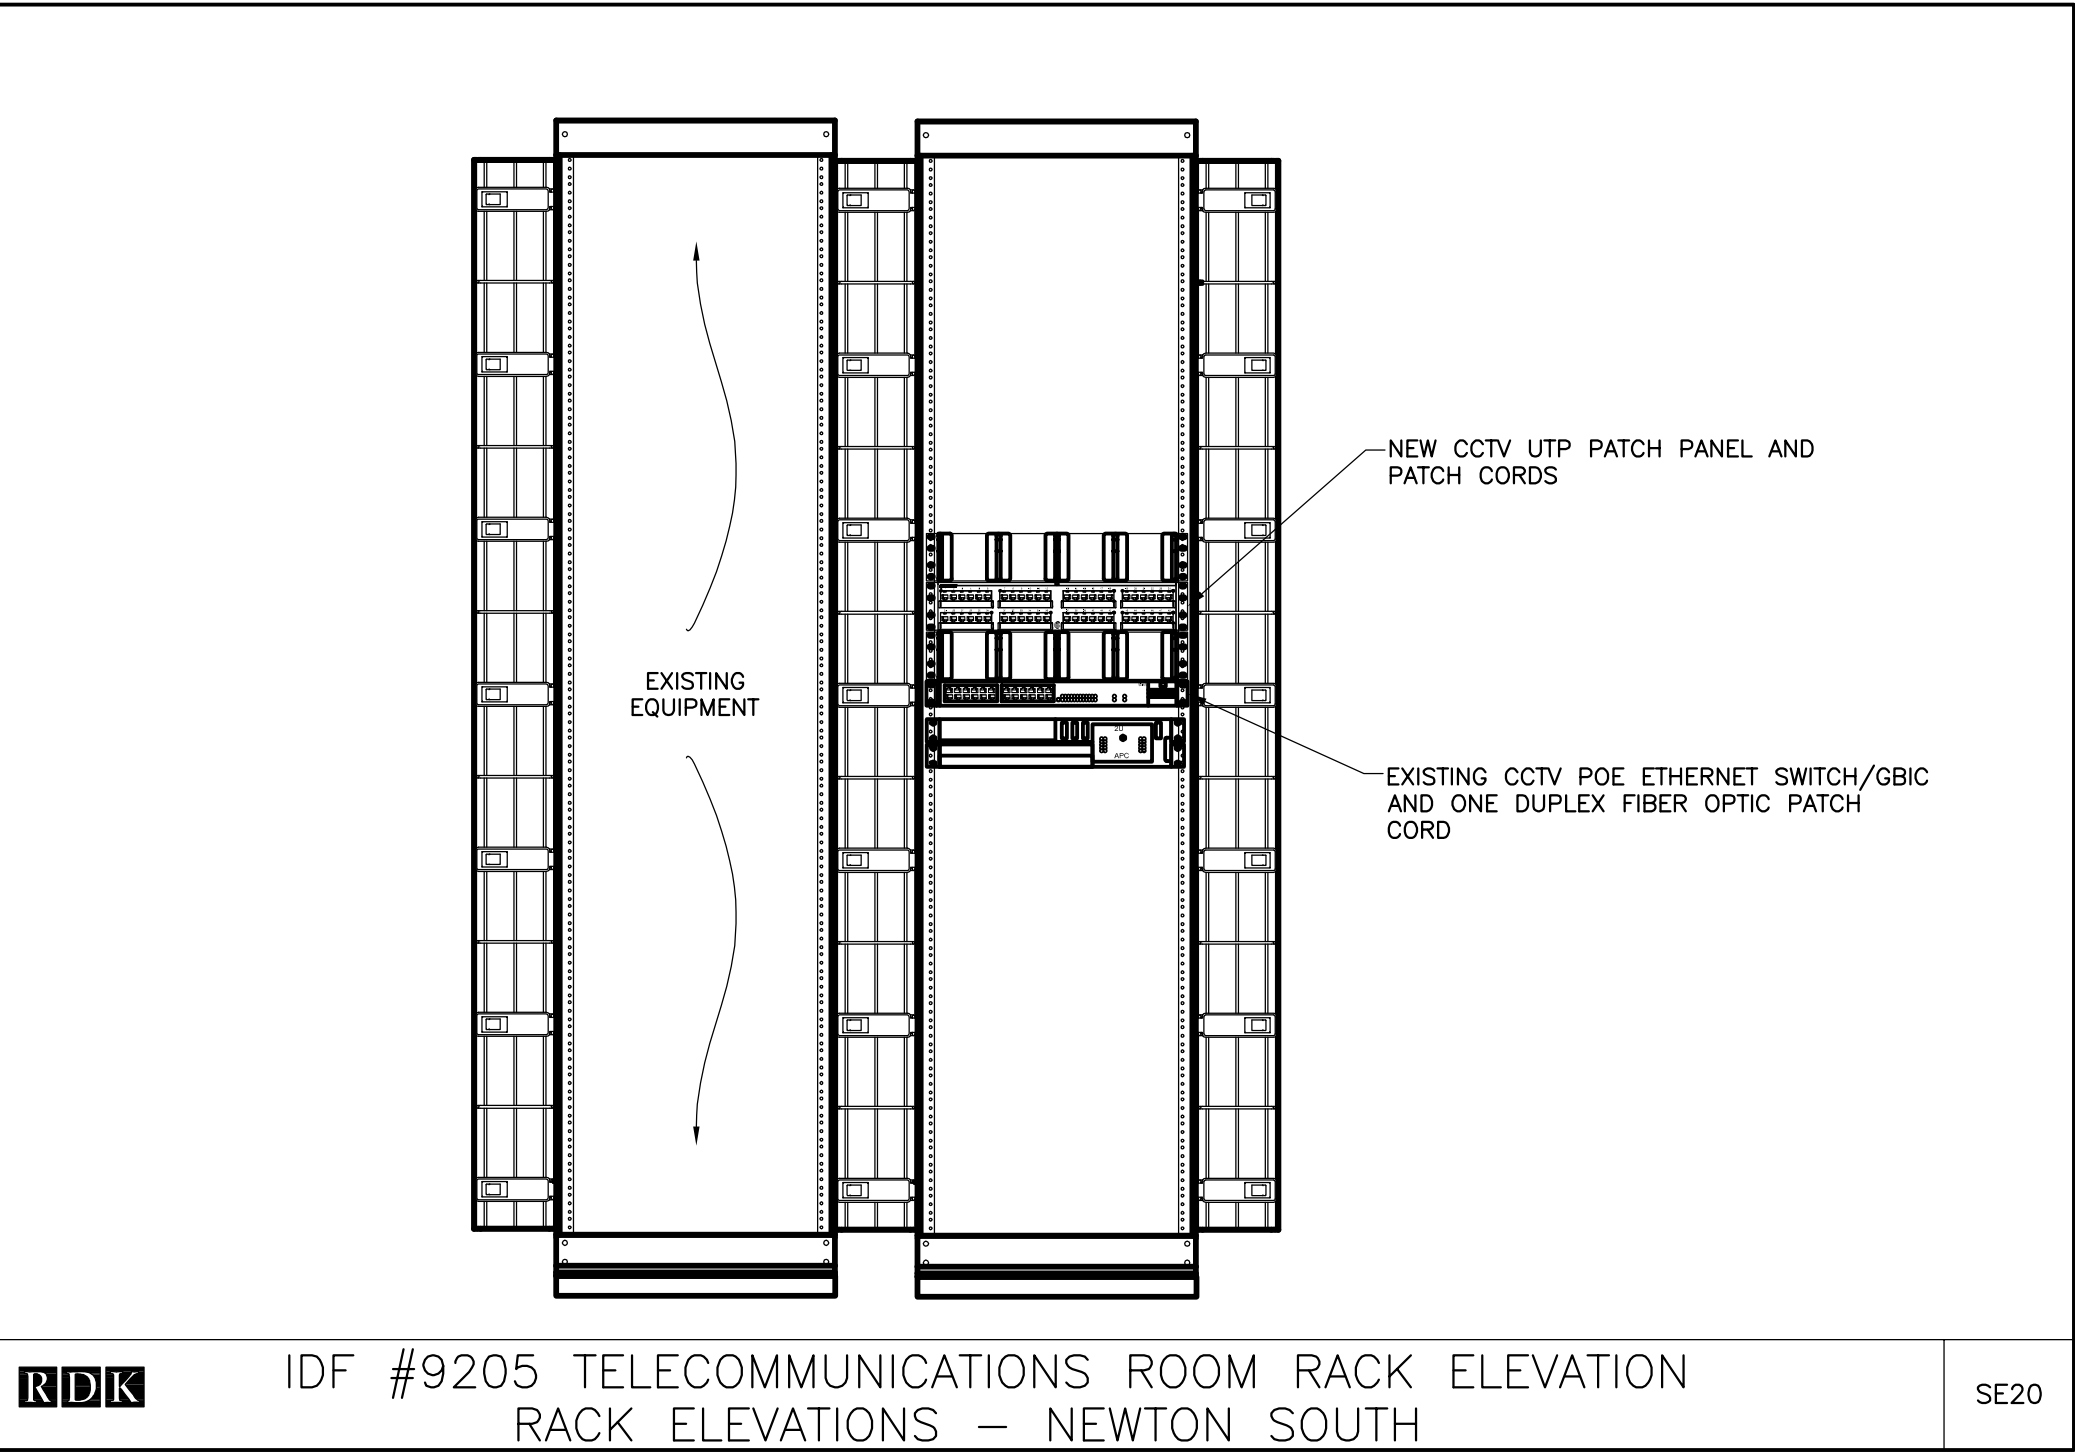 NEW CCTV UTP PATCH PANEL AND
PATCH CORDS
EXISTING
EQUIPMENT
2U
APC
EXISTING CCTV POE ETHERNET SWITCH/GBIC
AND ONE DUPLEX FIBER OPTIC PATCH
CORD
RDK
IDF #9205 TELECOMMUNICATIONS ROOM RACK ELEVATION
RACK ELEVATIONS – NEWTON SOUTH
SE20